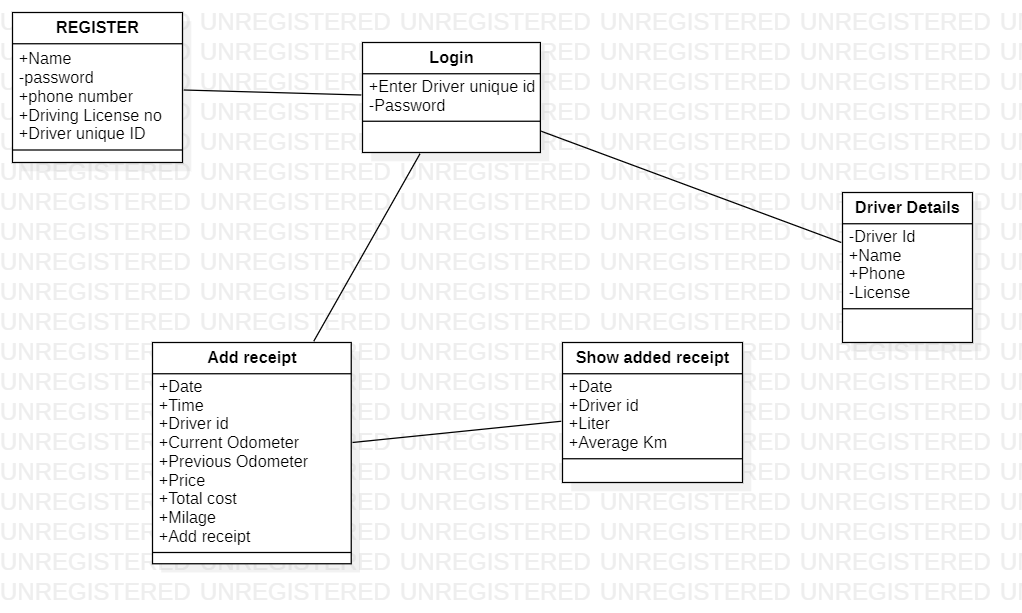 REGISTER
+Name
-password
+phone number
+Driving License no
+Driver unique ID
Login
+Enter Driver unique id
-Password
Driver Details
-Driver Id
+Name
+Phone
-License
Add receipt
+Date
+Time
+Driver id
+Current Odometer
+Previous Odometer
+Price
+Total cost
+Milage
+Add receipt
Show added receipt
+Date
+Driver id
+Liter
+Average Km
UNREGISTERED